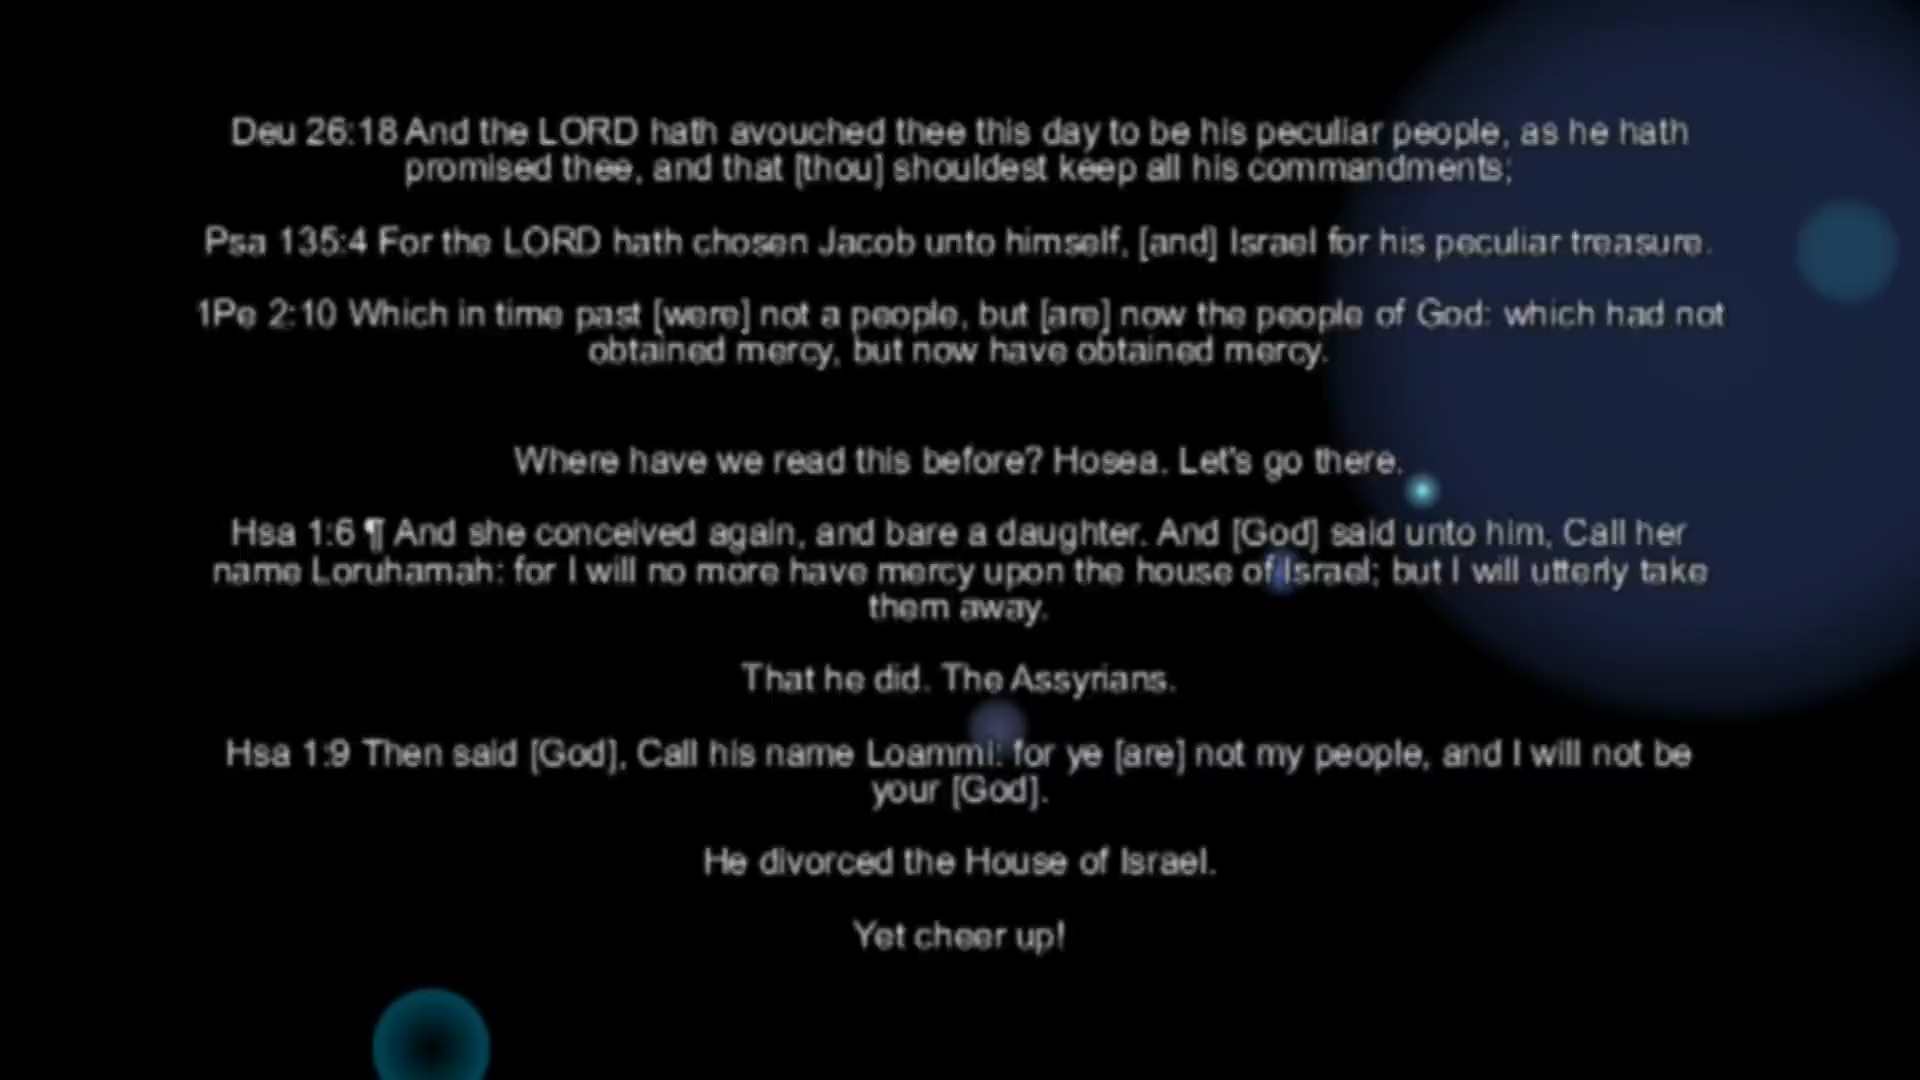 Deu 26:18 And the LORD hath avouched thee this day to be his peculiar people, as he hath
promised thee, and that [thou] shouldest keep all his commandments;
Psa 135:4 For the LORD hath chosen Jacob unto himself, [and] Israel for his peculiar treasure.
1Pe 2:10 Which in time past [were] not a people, but [are] now the people of God: which had not
obtained mercy, but now have obtained mercy.
Where have we read this before? Hosea. Let's go there.
Hsa 1:6 ¶ And she conceived again, and bare a daughter. And [God] said unto him, Call her
name Loruhamah: for I will no more have mercy upon the house of Israel; but I will utterly take
them away.
That he did. The Assyrians.
Hsa 1:9 Then said [God], Call his name Loammi: for ye [are] not my people, and I will not be
your [God].
He divorced the House of Israel.
Yet cheer up!